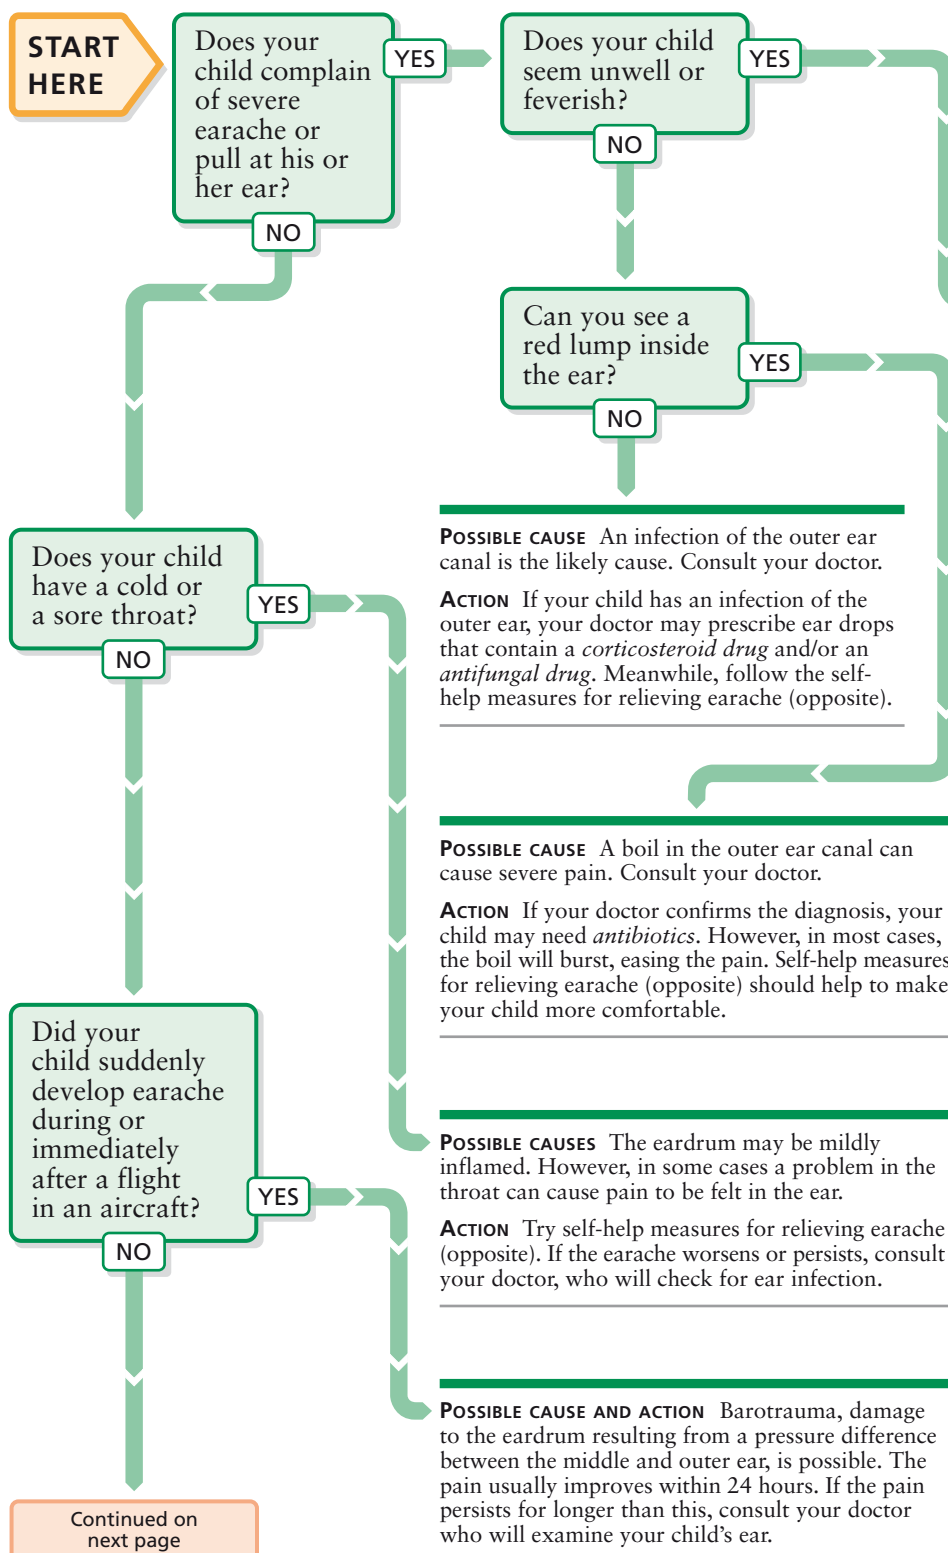 START
HERE
Does your
child complain
of severe
earache or
pull at his or
her ear?
YES
NO
Does your child
seem unwell or
feverish?
YES
NO
Can you see a
red lump inside
the ear?
YES
NO
POSSIBLE CAUSE An infection of the outer ear
canal is the likely cause. Consult your doctor.
ACTION If your child has an infection of the
outer ear, your doctor may prescribe ear drops
that contain a corticosteroid drug and/or an
antifungal drug. Meanwhile, follow the self-
help measures for relieving earache (opposite).
Does your child
have a cold or
a sore throat?
YES
NO
POSSIBLE CAUSE A boil in the outer ear canal can
cause severe pain. Consult your doctor.
ACTION If your doctor confirms the diagnosis, your
child may need antibiotics. However, in most cases,
the boil will burst, easing the pain. Self-help measures
for relieving earache (opposite) should help to make
your child more comfortable.
Did your
child suddenly
develop earache
during or
immediately
after a flight
in an aircraft?
YES
NO
POSSIBLE CAUSES The eardrum may be mildly
inflamed. However, in some cases a problem in the
throat can cause pain to be felt in the ear.
ACTION Try self-help measures for relieving earache
(opposite). If the earache worsens or persists, consult
your doctor, who will check for ear infection.
POSSIBLE CAUSE AND ACTION Barotrauma, damage
to the eardrum resulting from a pressure difference
between the middle and outer ear, is possible. The
pain usually improves within 24 hours. If the pain
persists for longer than this, consult your doctor
who will examine your child's ear.
Continued on
next page